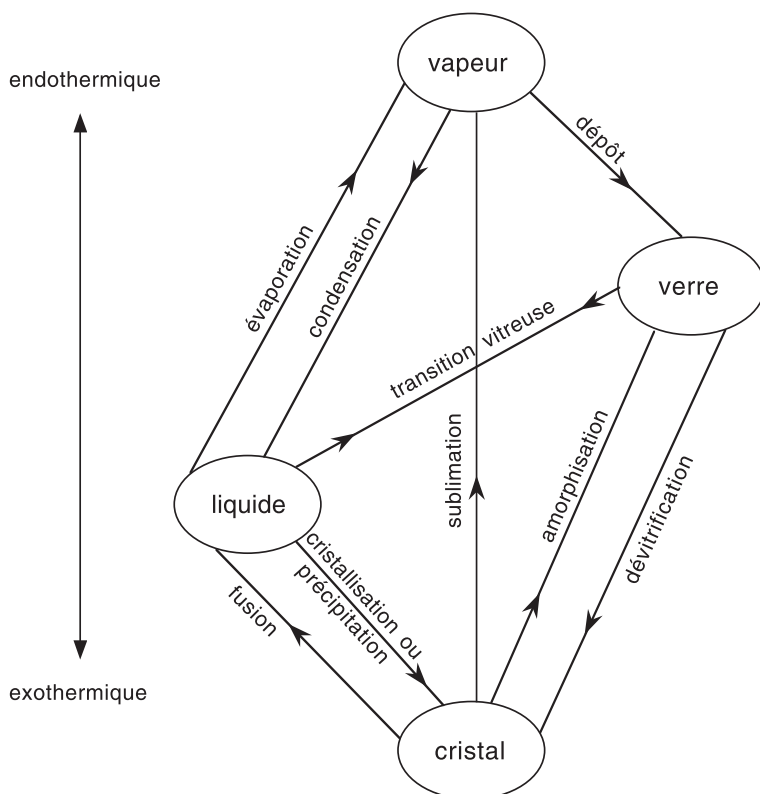 vapeur
endothermique
dépôt
évaporation
condensation
verre
transition vitreuse
sublimation
amorphisation
dévitrification
liquide
cristallisation ou
précipitation
fusion
exothermique
cristal